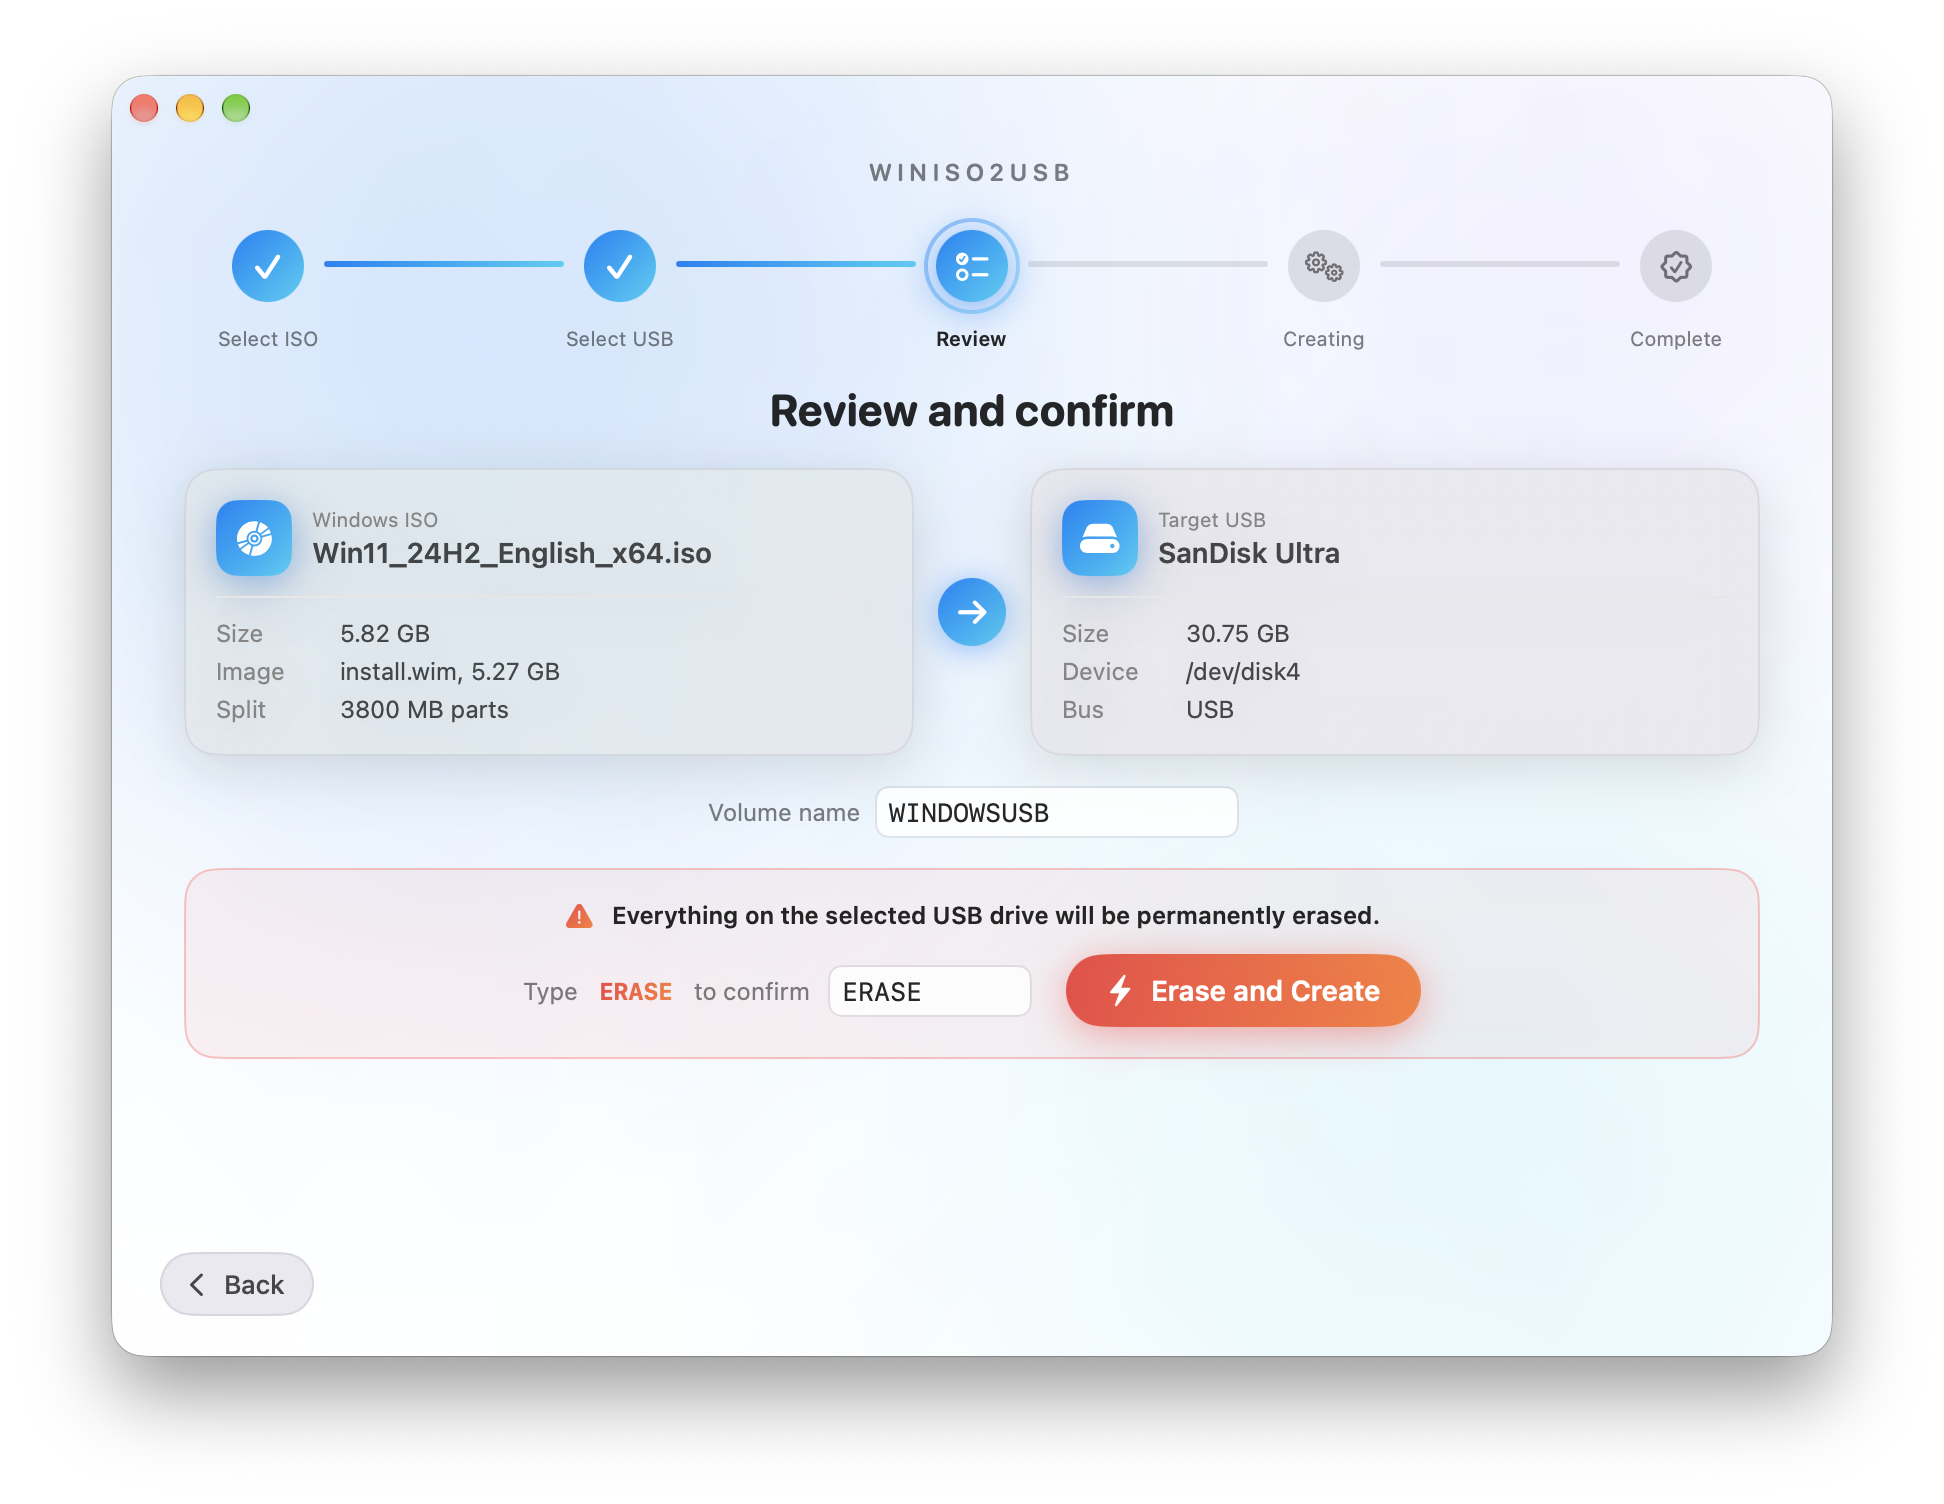 WINISO2USB
Select ISO
Select USB
Review
Creating
Complete
Review and confirm
Windows ISO
Win11_24H2_English_x64.iso
Size 5.82 GB
Image install.wim, 5.27 GB
Split 3800 MB parts
Target USB
SanDisk Ultra
Size 30.75 GB
Device /dev/disk4
Bus USB
Volume name WINDOWSUSB
Everything on the selected USB drive will be permanently erased.
Type ERASE to confirm ERASE Erase and Create
Back